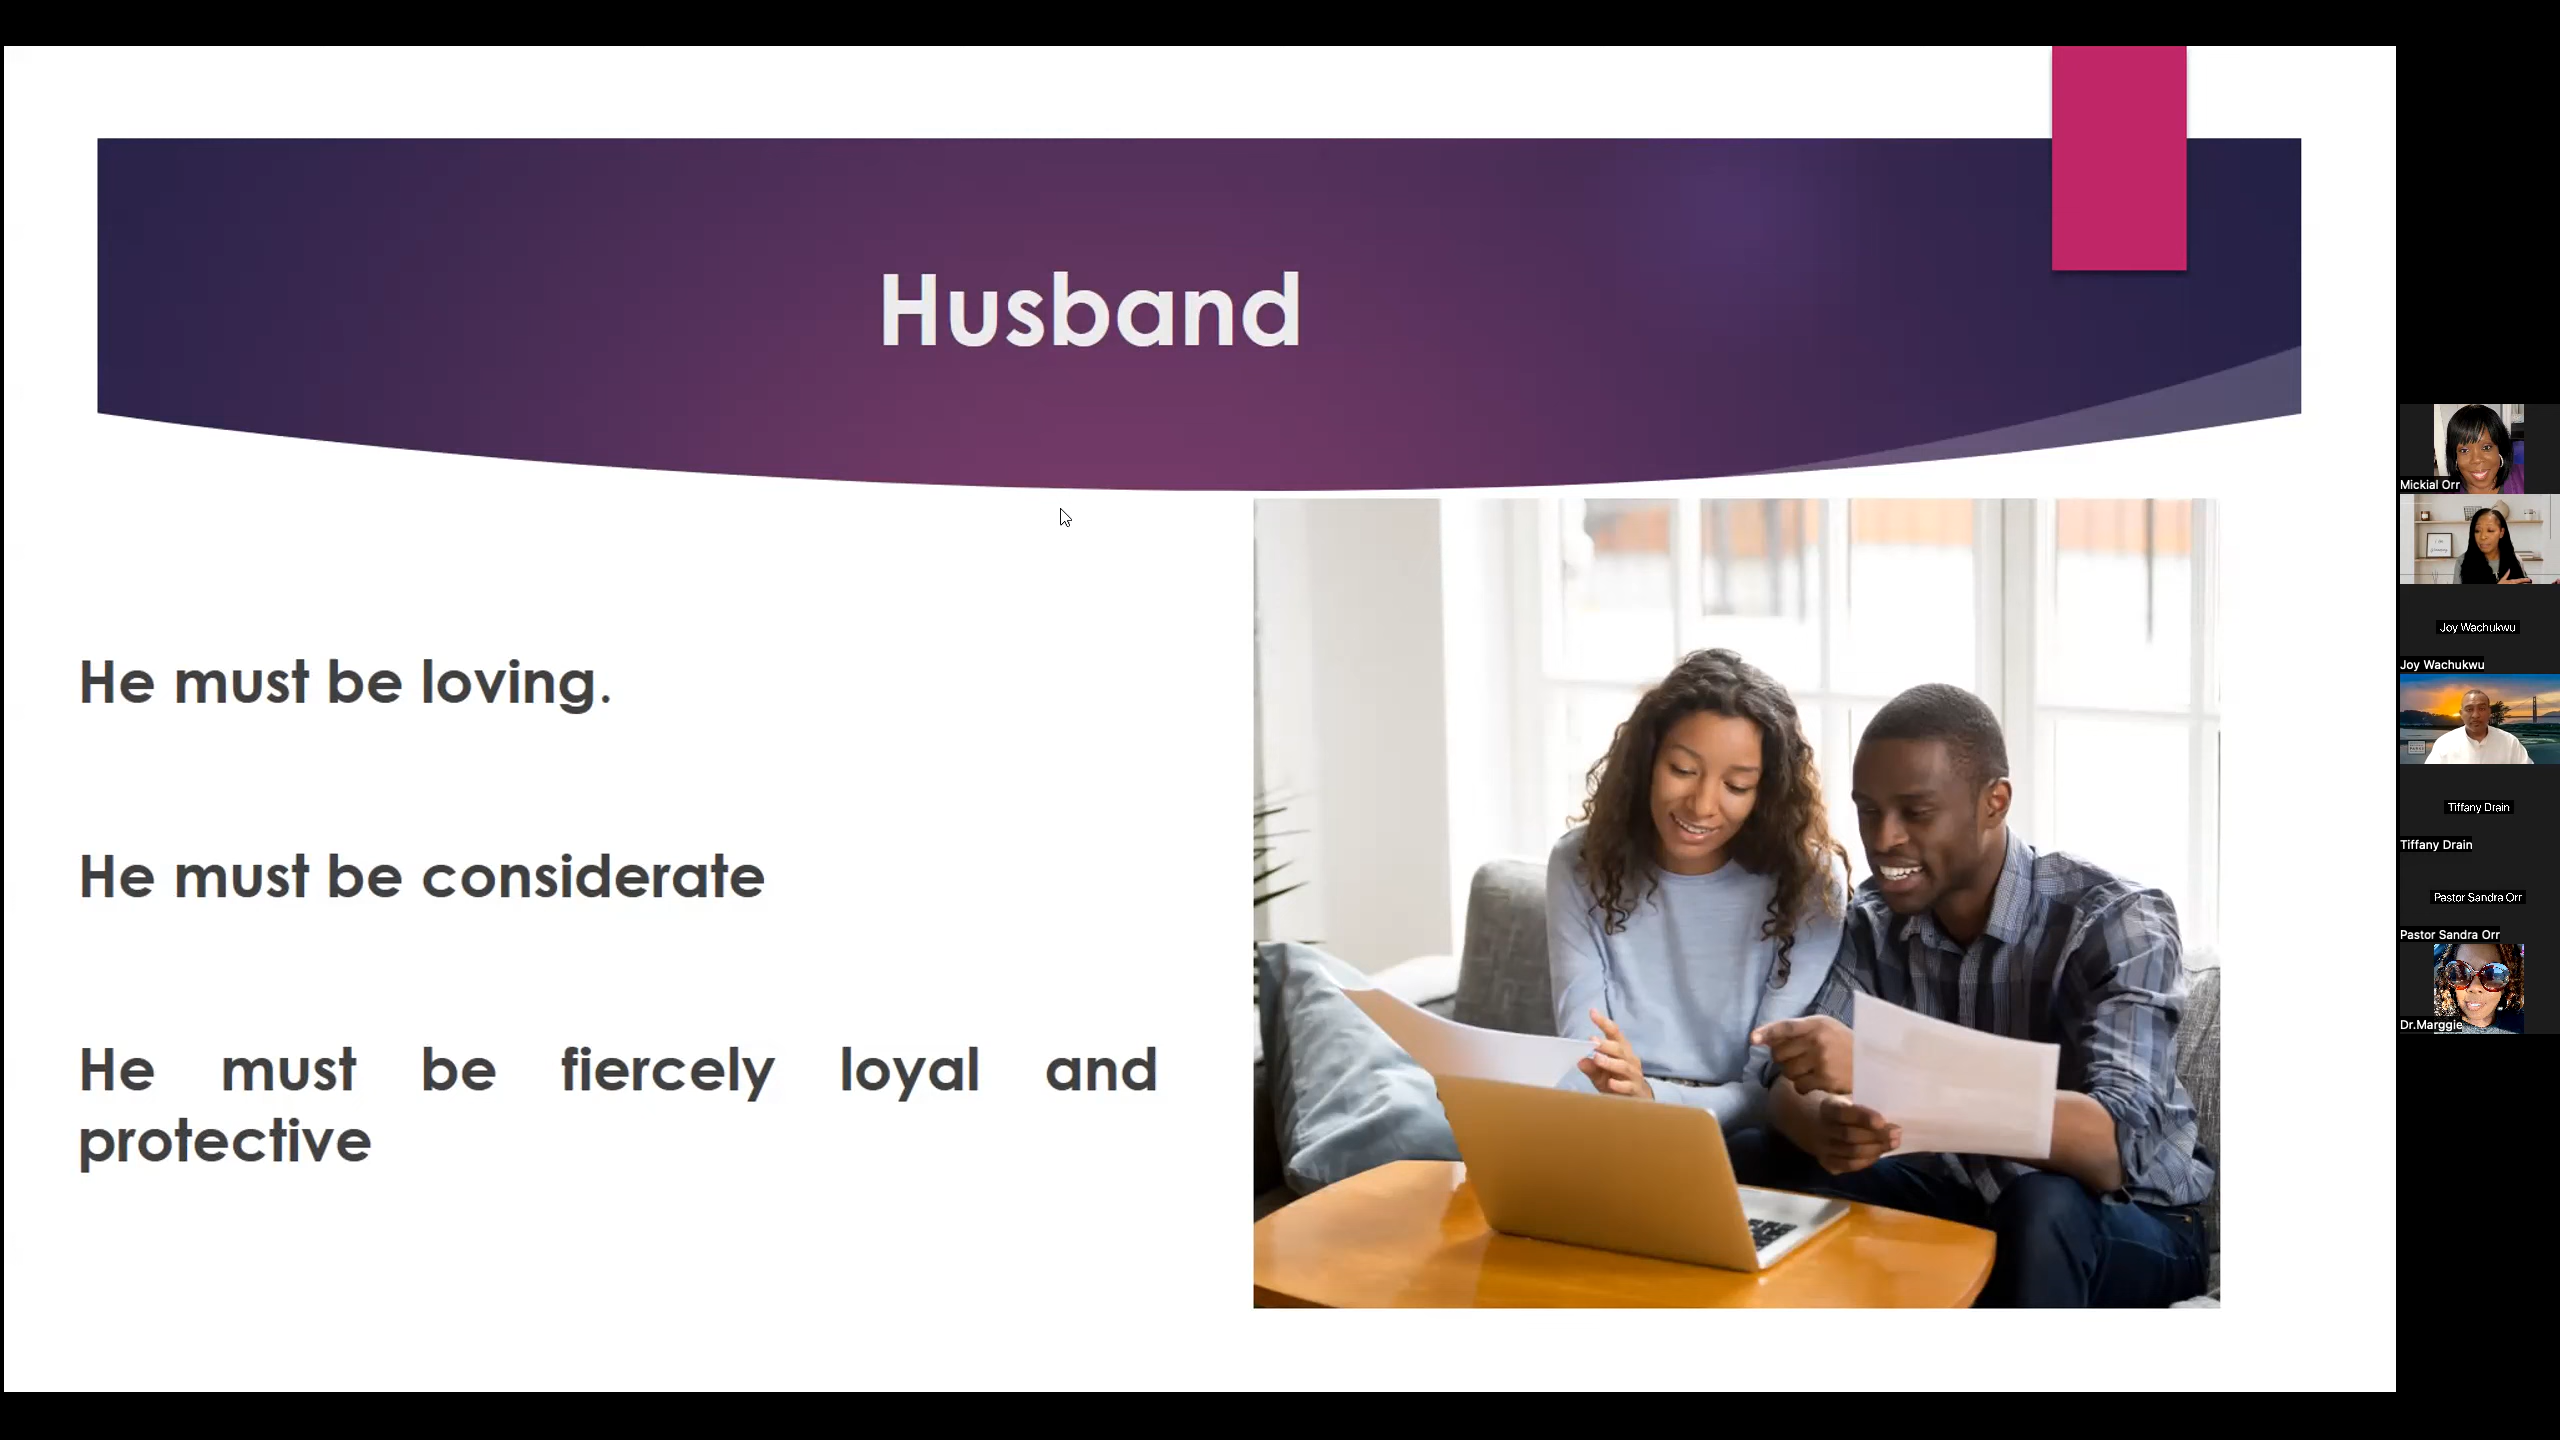 Husband
He must be loving.
He must be considerate
He must be fiercely loyal and
protective
Mickial Orr
Joy Wachukwu
Joy Wachukwu
Tiffany Drain
Tiffany Drain
Pastor Sandra Orr
Pastor Sandra Orr
Dr.Marggie